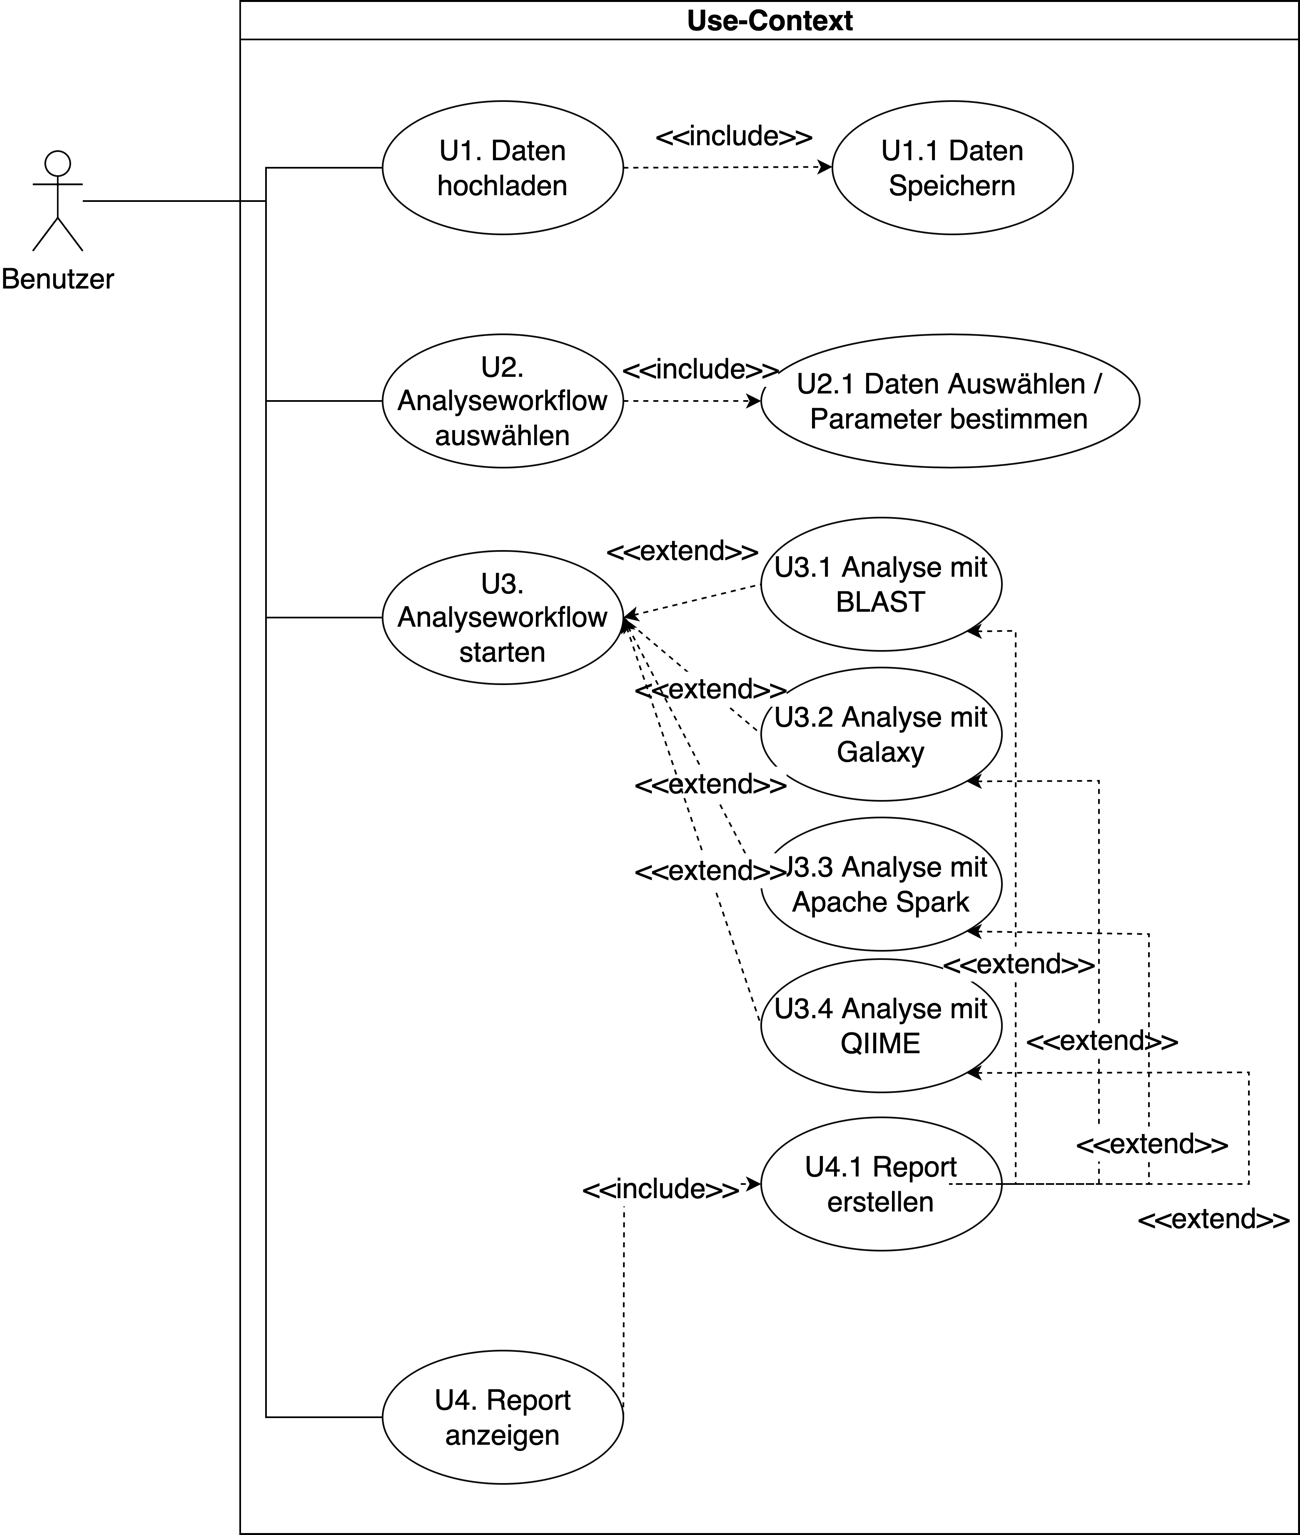 Use-Context
Benutzer
U1. Daten
hochladen
<<include>>
U1.1 Daten
Speichern
U2.
Analyseworkflow
auswählen
<<include>>
U2.1 Daten Auswählen /
Parameter bestimmen
U3.
Analyseworkflow
starten
<<extend>>
U3.1 Analyse mit
BLAST
<<extend>>
U3.2 Analyse mit
Galaxy
<<extend>>
<<extend>>
U3.3 Analyse mit
Apache Spark
<<extend>>
U3.4 Analyse mit
QIIME
<<extend>>
<<extend>>
<<include>>
U4.1 Report
erstellen
<<extend>>
U4. Report
anzeigen